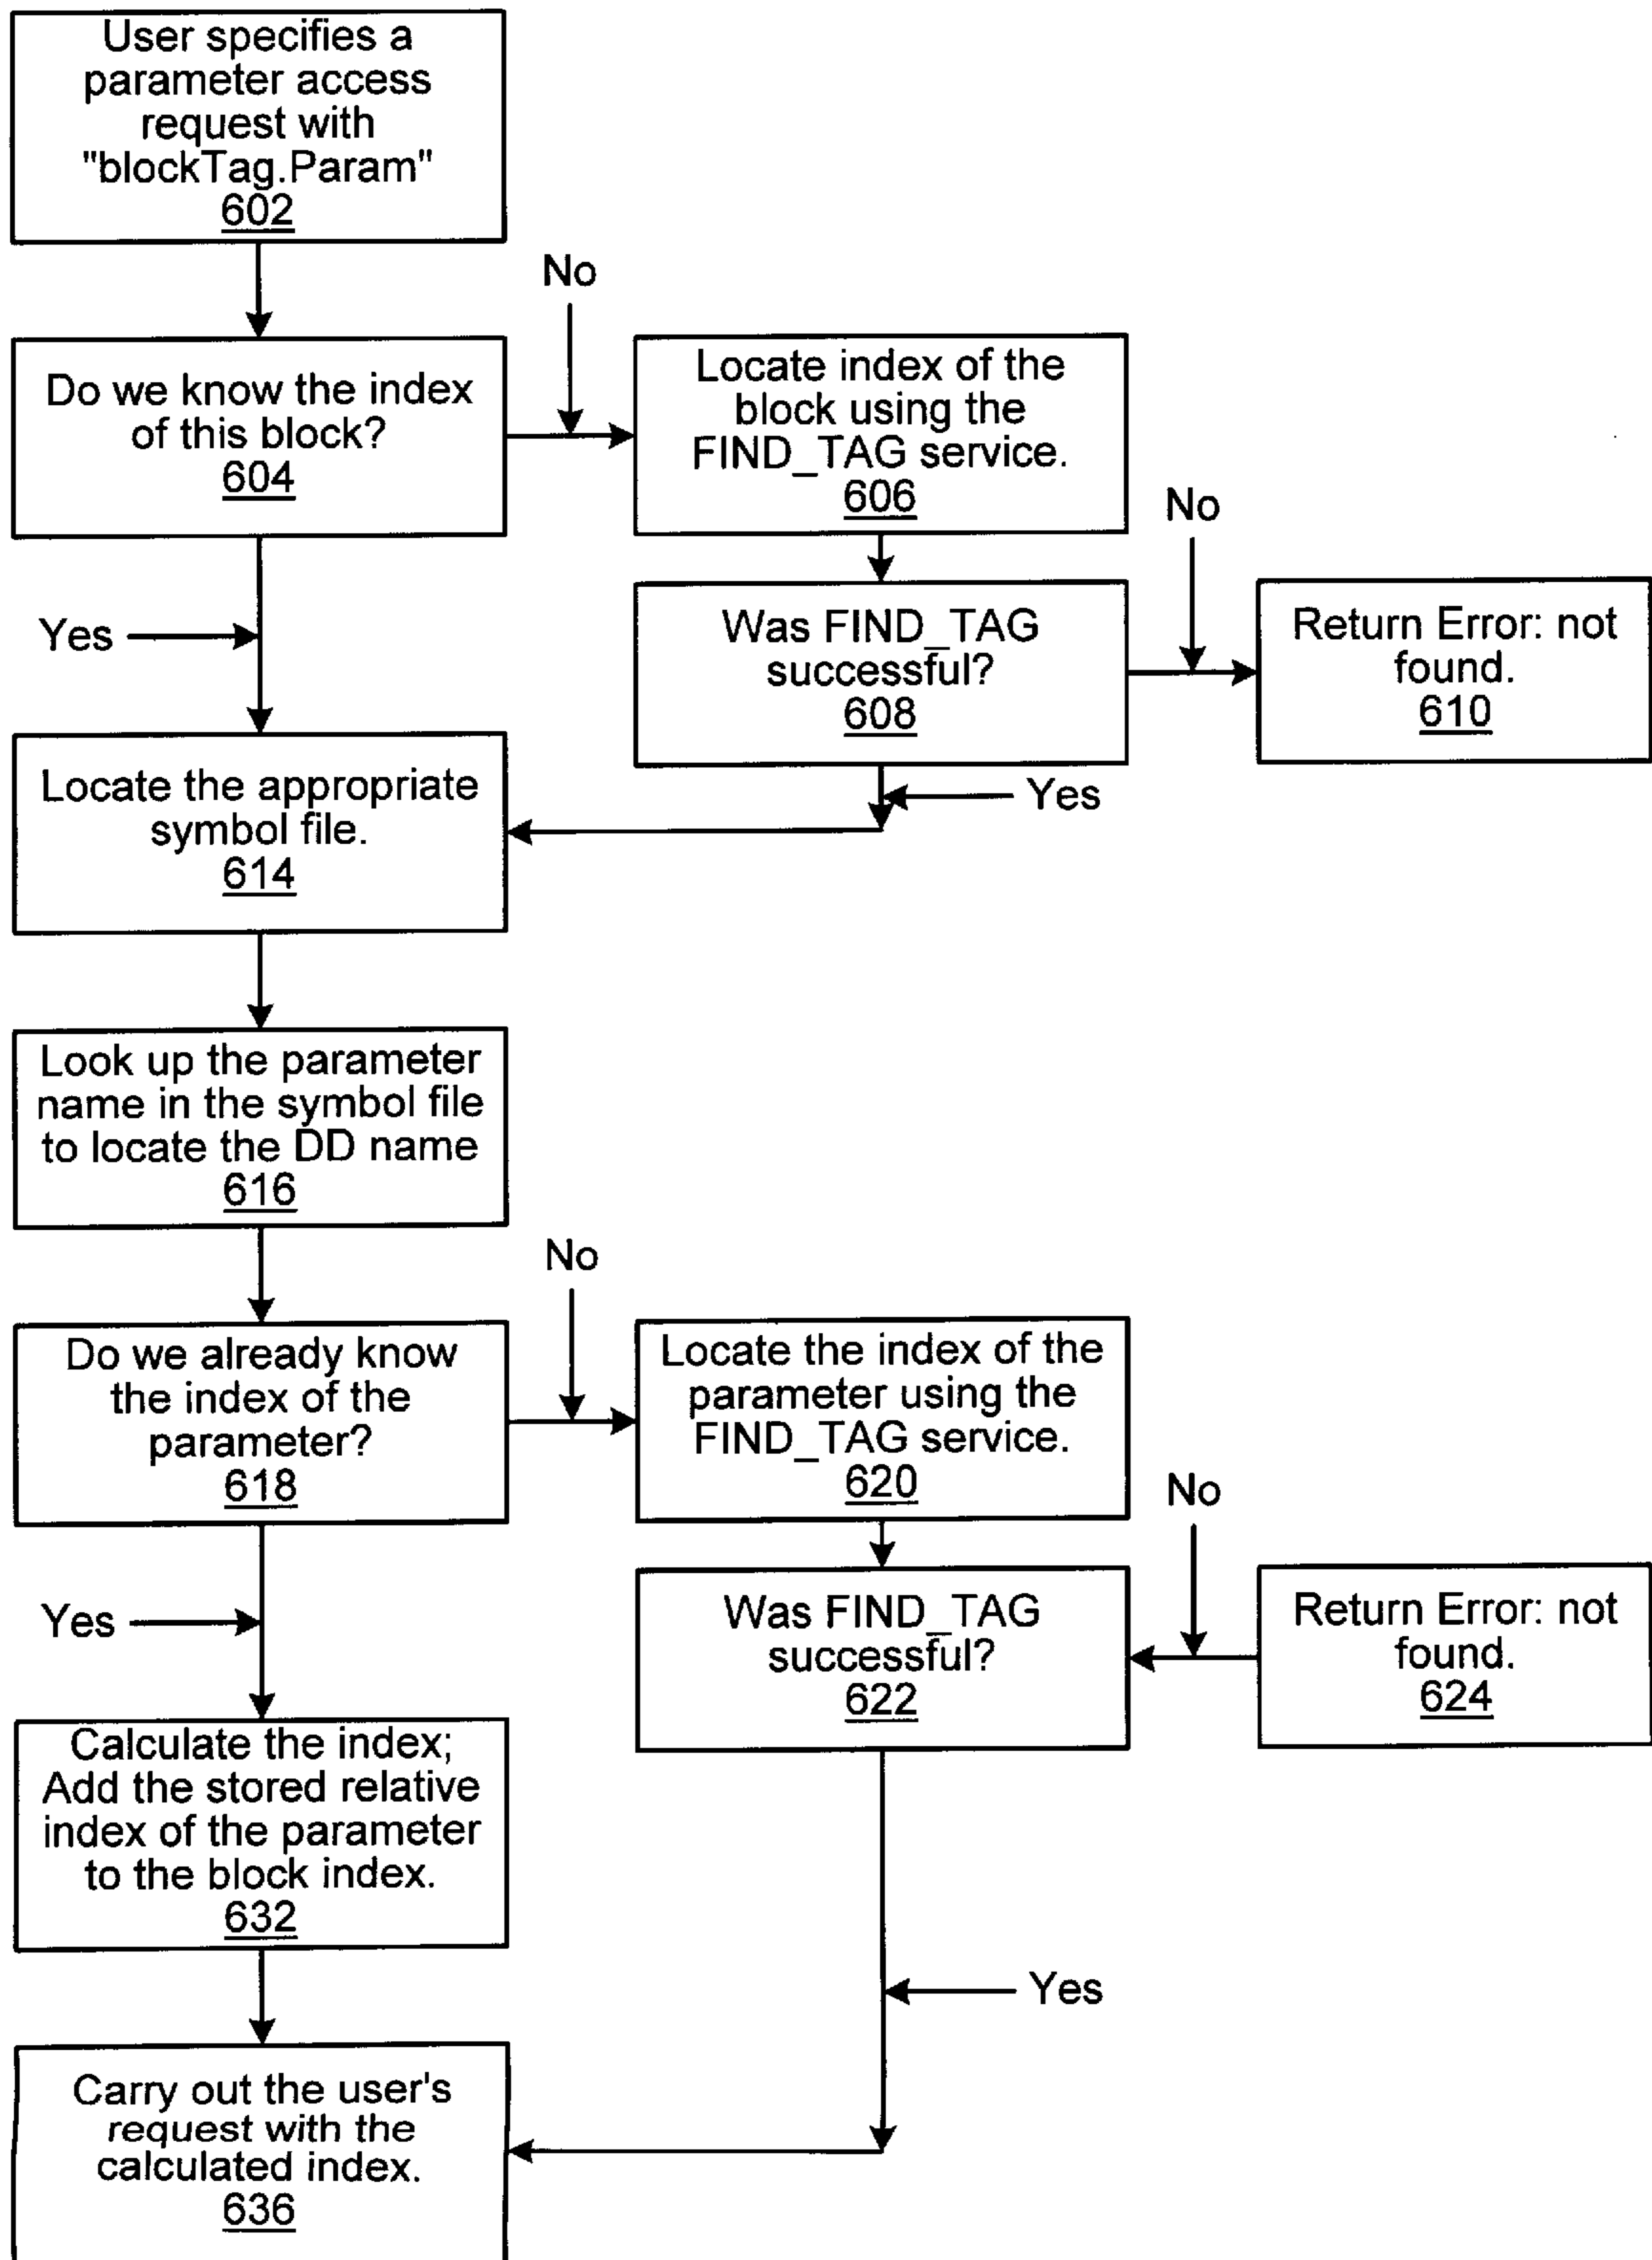 User specifies a
parameter access
request with
"blockTag.Param"
602
No
Do we know the index
of this block?
604
Locate index of the
block using the
FIND_TAG service.
606
No
Yes
Was FIND_TAG
successful?
608
Return Error: not
found.
610
Yes
Locate the appropriate
symbol file.
614
Look up the parameter
name in the symbol file
to locate the DD name
616
No
Do we already know
the index of the
parameter?
618
Locate the index of the
parameter using the
FIND_TAG service.
620
No
Yes
Was FIND_TAG
successful?
622
Return Error: not
found.
624
Calculate the index;
Add the stored relative
index of the parameter
to the block index.
632
Yes
Carry out the user's
request with the
calculated index.
636